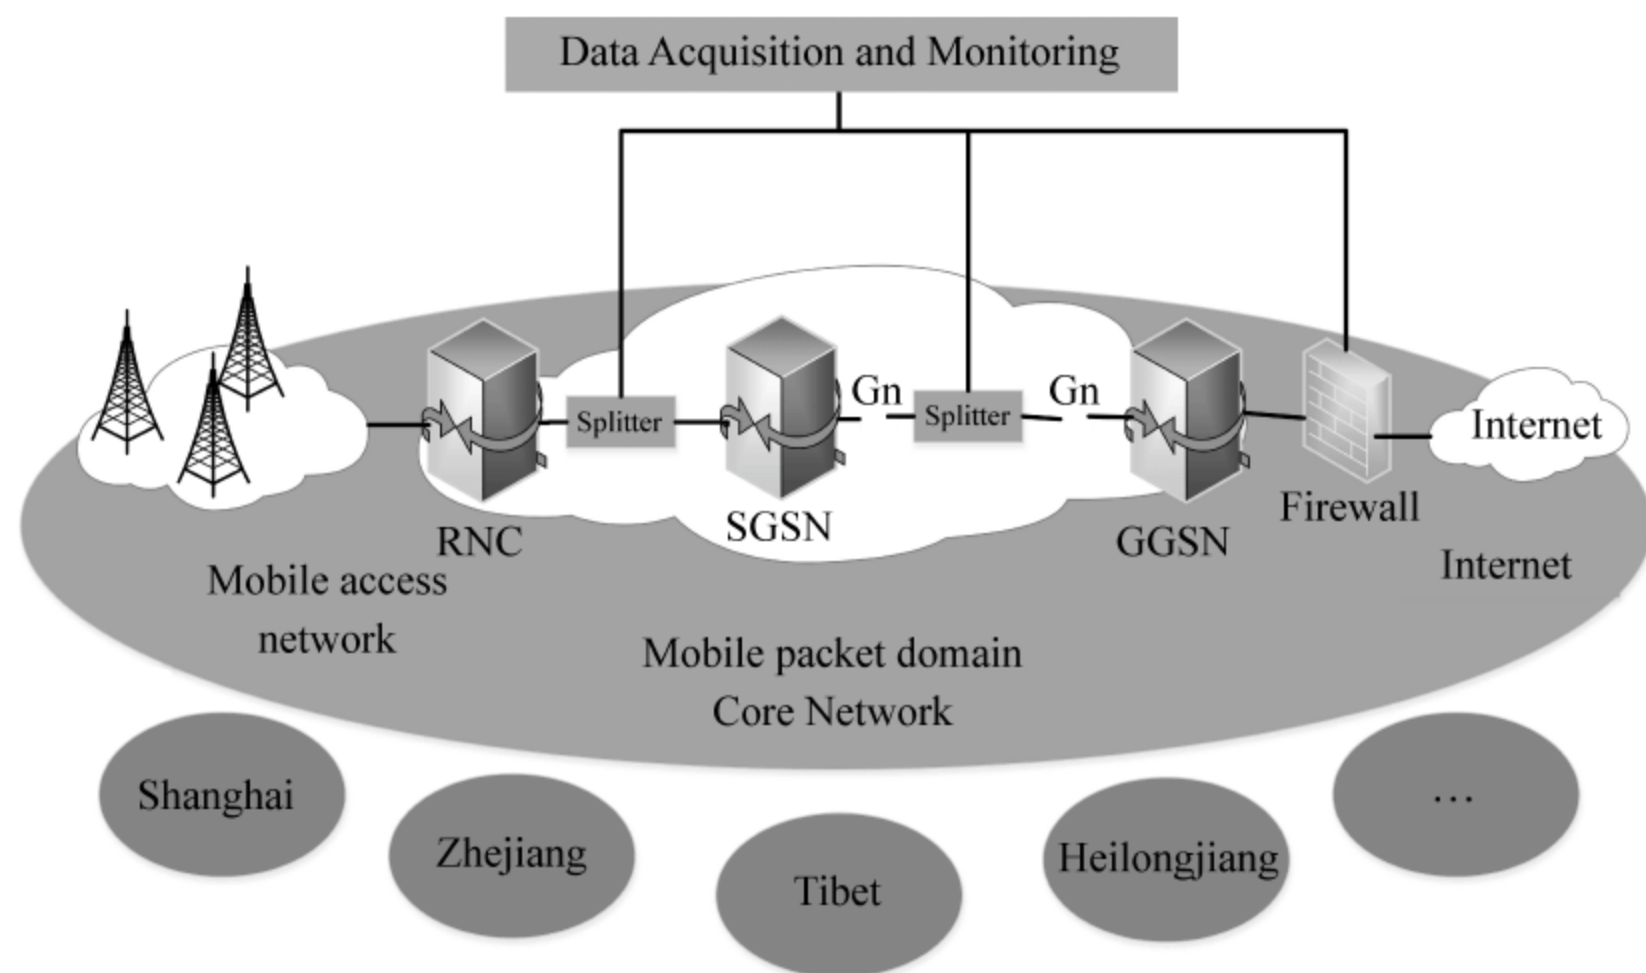 Data Acquisition and Monitoring
Gn
Gn
Splitter
Splitter
Internet
RNC
SGSN
GGSN
Firewall
Internet
Mobile access
network
Mobile packet domain
Core Network
Shanghai
Zhejiang
Tibet
Heilongjiang
…